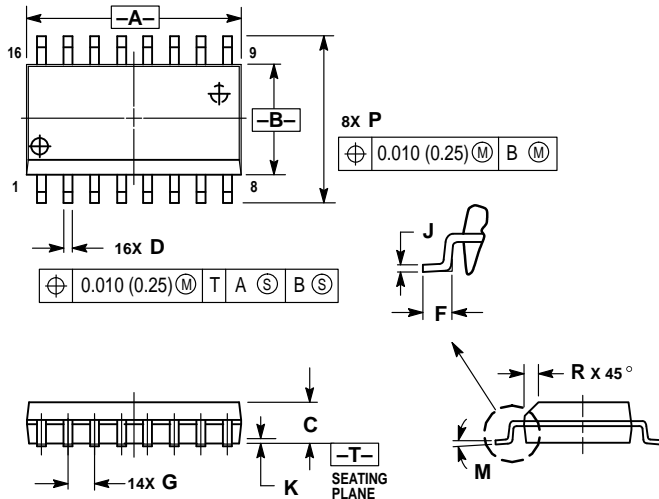 –A–
16
9
–B–
8X P
⌖ 0.010 (0.25) Ⓜ B Ⓜ
1
8
16X D
⌖ 0.010 (0.25) Ⓜ T A Ⓢ B Ⓢ
J
F
R X 45°
C
–T–
SEATING
PLANE
M
K
14X G